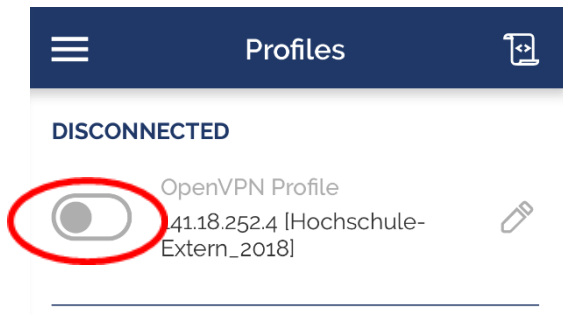 Profiles
DISCONNECTED
OpenVPN Profile
141.18.252.4 [Hochschule-
Extern_2018]